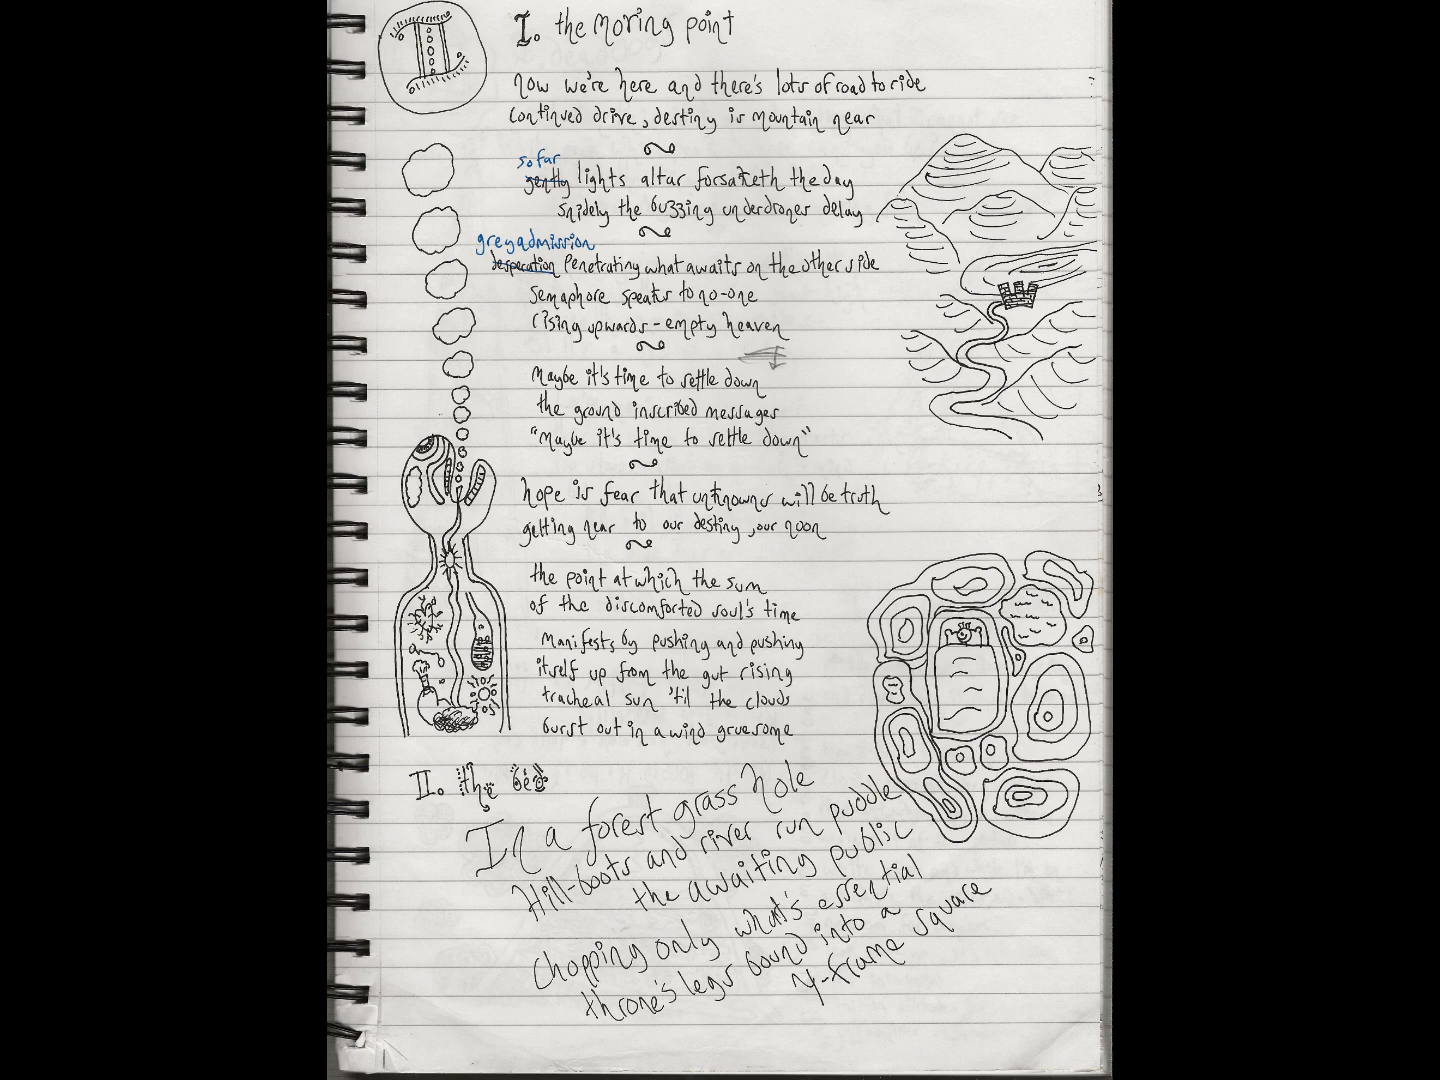 I. the moving point
now we're here and there's lots of road to ride
continued drive, destiny is mountain near
so far
gently lights altar forsaketh the day
snidely the buzzing underdrones delay
grey admission
desperation penetrating what awaits on the other side
semaphore speaks to no-one
rising upwards - empty heaven
maybe it's time to settle down
the ground inscribed messages
"maybe it's time to settle down"
hope is fear that unknowns will be truth
getting near to our destiny, our noon
the point at which the sum
of the discomforted soul's time
manifests by pushing and pushing
itself up from the gut rising
tracheal sun 'til the clouds
burst out in a wind gruesome
II. the bed
In a forest grass hole
Hill-boots and river run puddle
the awaiting public
Chopping only what's essential
throne's legs bound into a
y-frame square